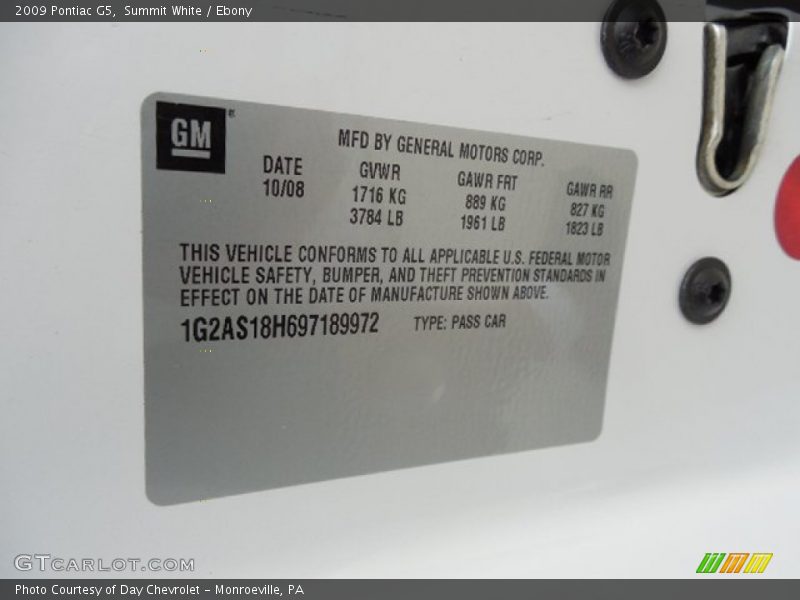 2009 Pontiac G5,  Summit White / Ebony
GM®
MFD BY GENERAL MOTORS CORP.
DATE GVWR GAWR FRT GAWR RR
10/08 1716 KG 889 KG 827 KG
3784 LB 1961 LB 1823 LB
THIS VEHICLE CONFORMS TO ALL APPLICABLE U.S. FEDERAL MOTOR
VEHICLE SAFETY, BUMPER, AND THEFT PREVENTION STANDARDS IN
EFFECT ON THE DATE OF MANUFACTURE SHOWN ABOVE.
1G2AS18H697189972 TYPE: PASS CAR
GTCARLOT.COM
Photo Courtesy of Day Chevrolet - Monroeville, PA